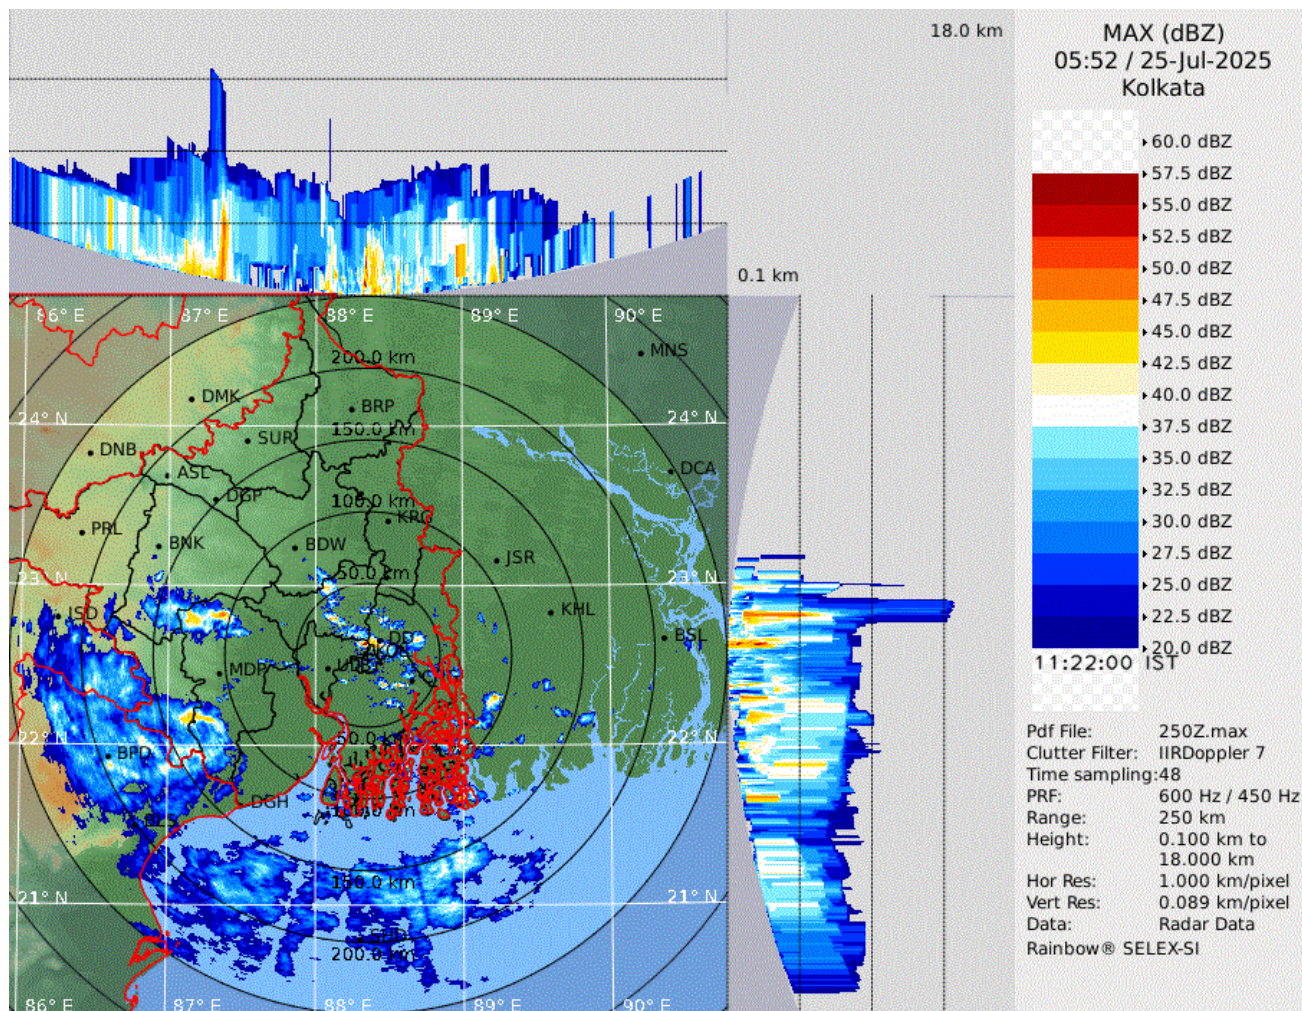 18.0 km
0.1 km
MAX (dBZ)
05:52 / 25-Jul-2025
Kolkata
60.0 dBZ
57.5 dBZ
55.0 dBZ
52.5 dBZ
50.0 dBZ
47.5 dBZ
45.0 dBZ
42.5 dBZ
40.0 dBZ
37.5 dBZ
35.0 dBZ
32.5 dBZ
30.0 dBZ
27.5 dBZ
25.0 dBZ
22.5 dBZ
20.0 dBZ
11:22:00 IST
Pdf File: 250Z.max
Clutter Filter: IIRDoppler 7
Time sampling:48
PRF: 600 Hz / 450 Hz
Range: 250 km
Height: 0.100 km to
18.000 km
Hor Res: 1.000 km/pixel
Vert Res: 0.089 km/pixel
Data: Radar Data
Rainbow® SELEX-SI
86° E 87° E 88° E 89° E 90° E
MNS
200.0 km
DMK
BRP
24° N 24° N
150.0 km
SUR
DNB
ASL
DCA
DGP
100.0 km
KRG
PRL
BNK
BDW
JSR
50.0 km
23° N 23° N
JSD
KHL
BSL
MDP
22° N 22° N
50.0 km
BPD
DGH
100.0 km
150.0 km
21° N 21° N
200.0 km
86° E 87° E 88° E 89° E 90° E